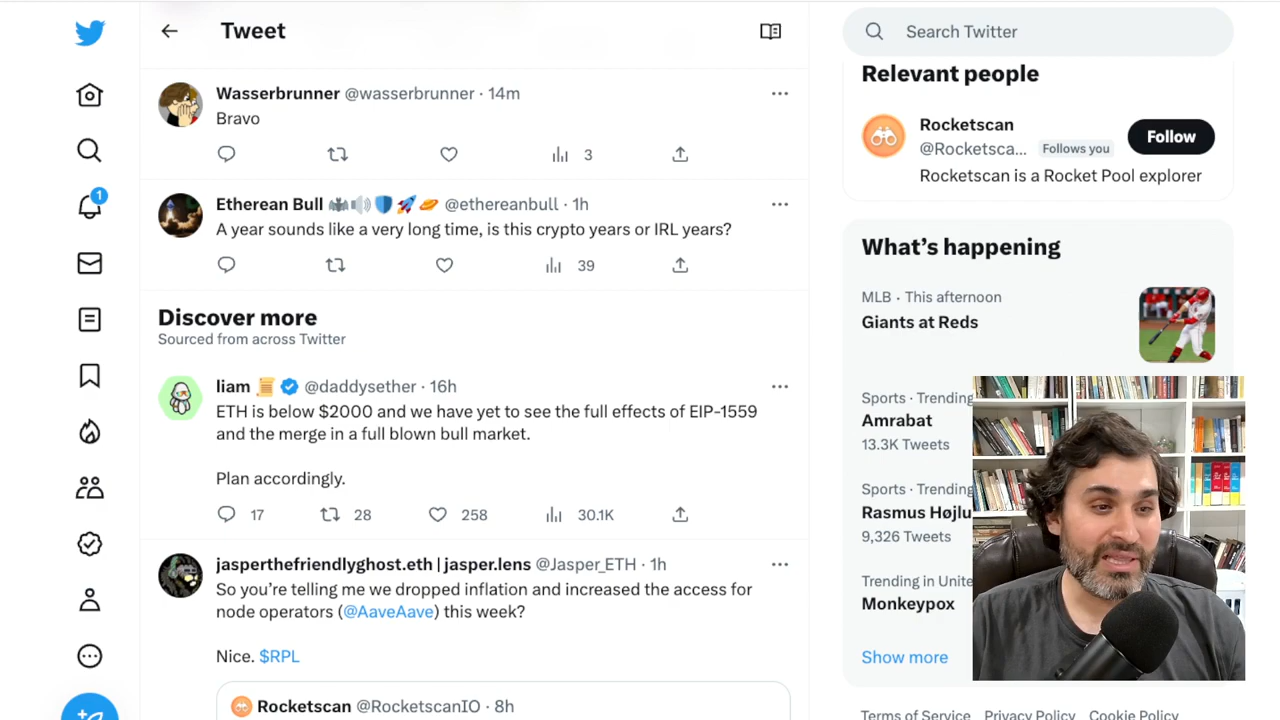 Tweet
Search Twitter
Wasserbrunner @wasserbrunner · 14m
Bravo
3
Etherean Bull 🦇🔊🛡️🚀🪐 @ethereanbull · 1h
A year sounds like a very long time, is this crypto years or IRL years?
39
Discover more
Sourced from across Twitter
liam 📜 @daddysether · 16h
ETH is below $2000 and we have yet to see the full effects of EIP-1559
and the merge in a full blown bull market.
Plan accordingly.
17 28 258 30.1K
jasperthefriendlyghost.eth | jasper.lens @Jasper_ETH · 1h
So you’re telling me we dropped inflation and increased the access for
node operators (@AaveAave) this week?
Nice. $RPL
Rocketscan @RocketscanIO · 8h
1
Relevant people
Rocketscan
@Rocketsca... Follows you
Follow
Rocketscan is a Rocket Pool explorer
What’s happening
MLB · This afternoon
Giants at Reds
Sports · Trending
Amrabat
13.3K Tweets
Sports · Trending
Rasmus Højlu
9,326 Tweets
Trending in Unite
Monkeypox
Show more
Terms of Service Privacy Policy Cookie Policy